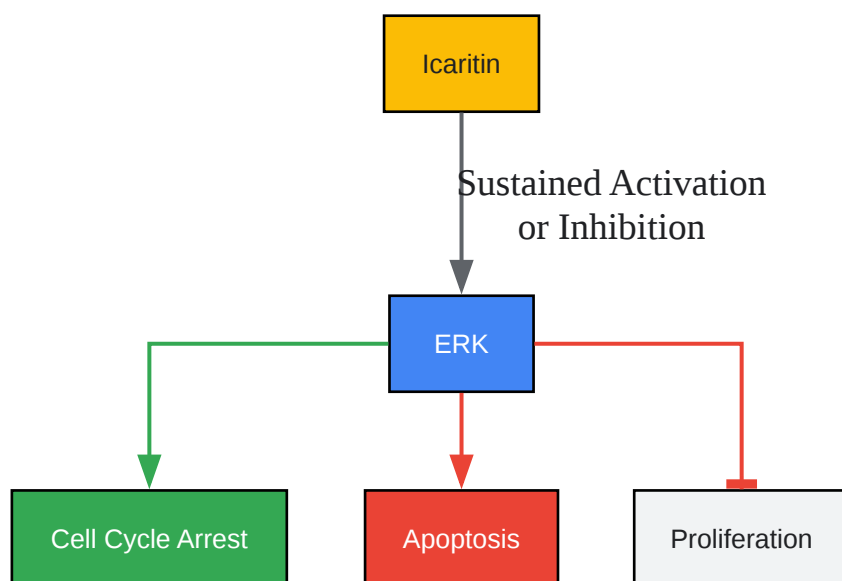 Icaritin
Sustained Activation
or Inhibition
ERK
Cell Cycle Arrest
Apoptosis
Proliferation